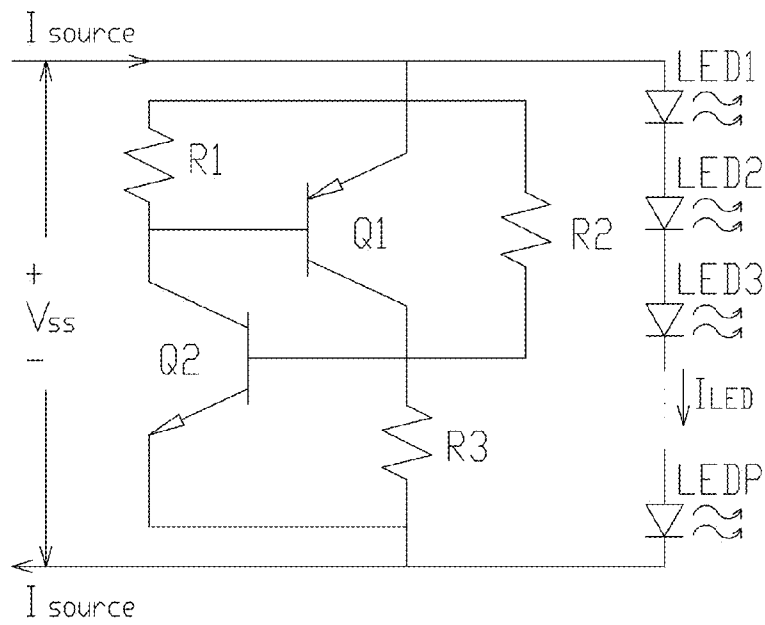 I source
LED1
R1
LED2
Q1
R2
+
Vss
-
LED3
Q2
ILED
R3
LEDP
I source